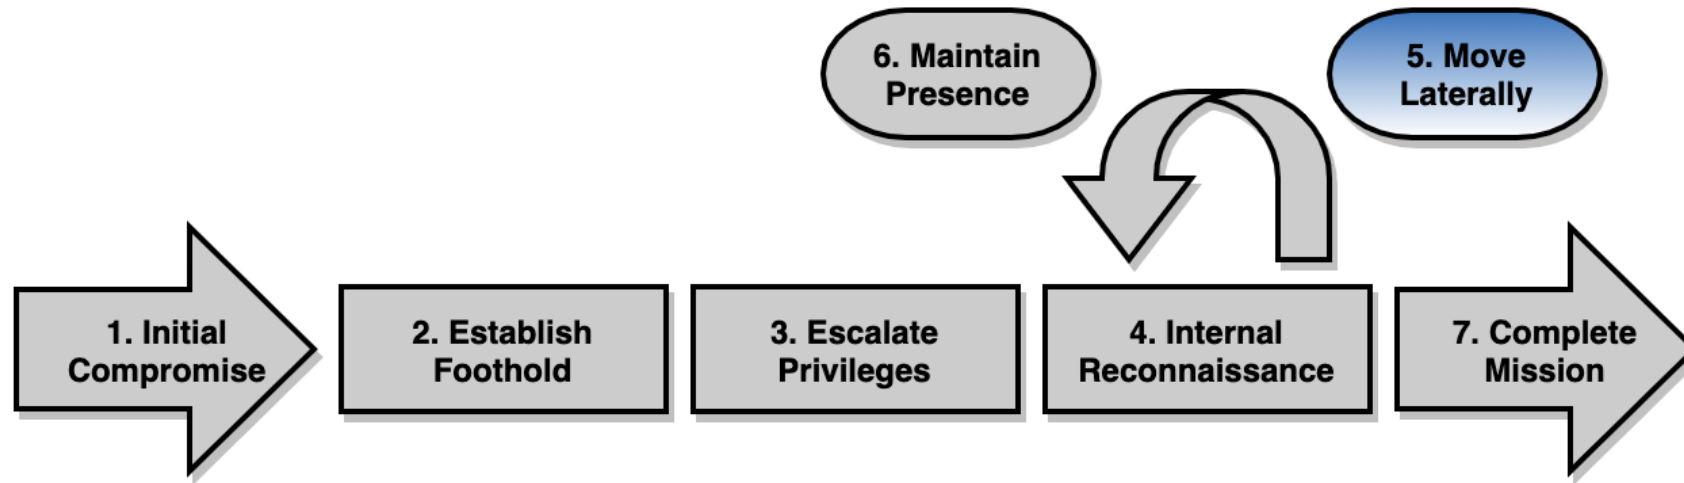 6. Maintain
Presence
5. Move
Laterally
1. Initial
Compromise
2. Establish
Foothold
3. Escalate
Privileges
4. Internal
Reconnaissance
7. Complete
Mission